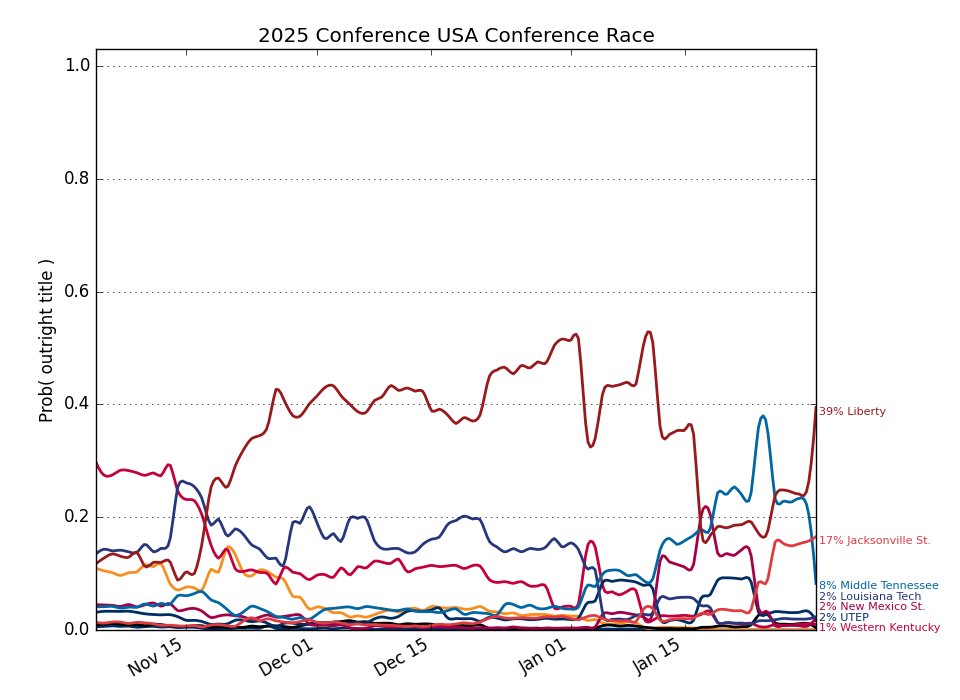 2025 Conference USA Conference Race
Prob( outright title )
1.0
0.8
0.6
0.4
0.2
0.0
Nov 15
Dec 01
Dec 15
Jan 01
Jan 15
39% Liberty
17% Jacksonville St.
8% Middle Tennessee
2% Louisiana Tech
2% New Mexico St.
2% UTEP
1% Western Kentucky